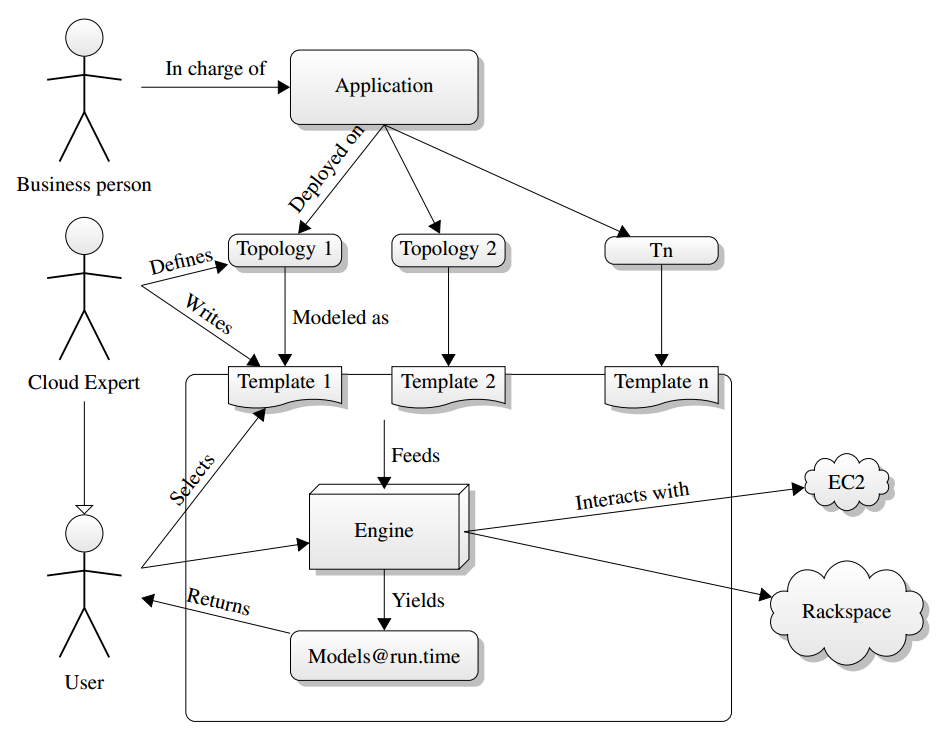 In charge of
Application
Business person
Deployed on
Topology 1
Topology 2
Tn
Defines
Writes
Modeled as
Cloud Expert
Template 1
Template 2
Template n
Selects
Feeds
Interacts with
EC2
Engine
Returns
Yields
Rackspace
Models@run.time
User